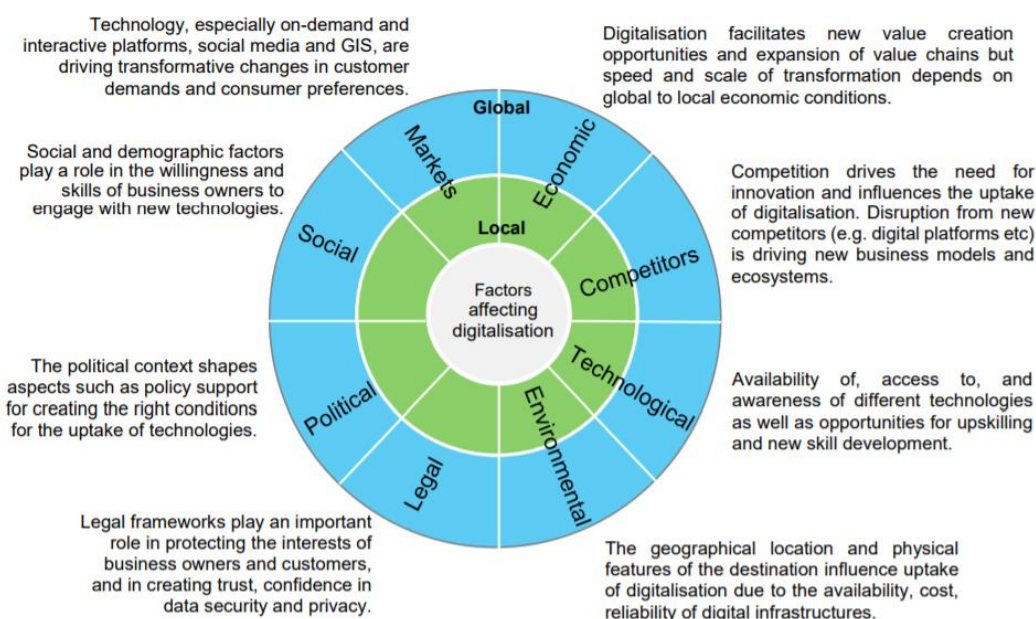 Technology, especially on-demand and
interactive platforms, social media and GIS, are
driving transformative changes in customer
demands and consumer preferences.
Digitalisation facilitates new value creation
opportunities and expansion of value chains but
speed and scale of transformation depends on
global to local economic conditions.
Social and demographic factors
play a role in the willingness and
skills of business owners to
engage with new technologies.
Competition drives the need for
innovation and influences the uptake
of digitalisation. Disruption from new
competitors (e.g. digital platforms etc)
is driving new business models and
ecosystems.
Global
Markets
Economic
Local
Social
Competitors
Factors
affecting
digitalisation
Political
Technological
Legal
Environmental
The political context shapes
aspects such as policy support
for creating the right conditions
for the uptake of technologies.
Availability of, access to, and
awareness of different technologies
as well as opportunities for upskilling
and new skill development.
Legal frameworks play an important
role in protecting the interests of
business owners and customers,
and in creating trust, confidence in
data security and privacy.
The geographical location and physical
features of the destination influence uptake
of digitalisation due to the availability, cost,
reliability of digital infrastructures.